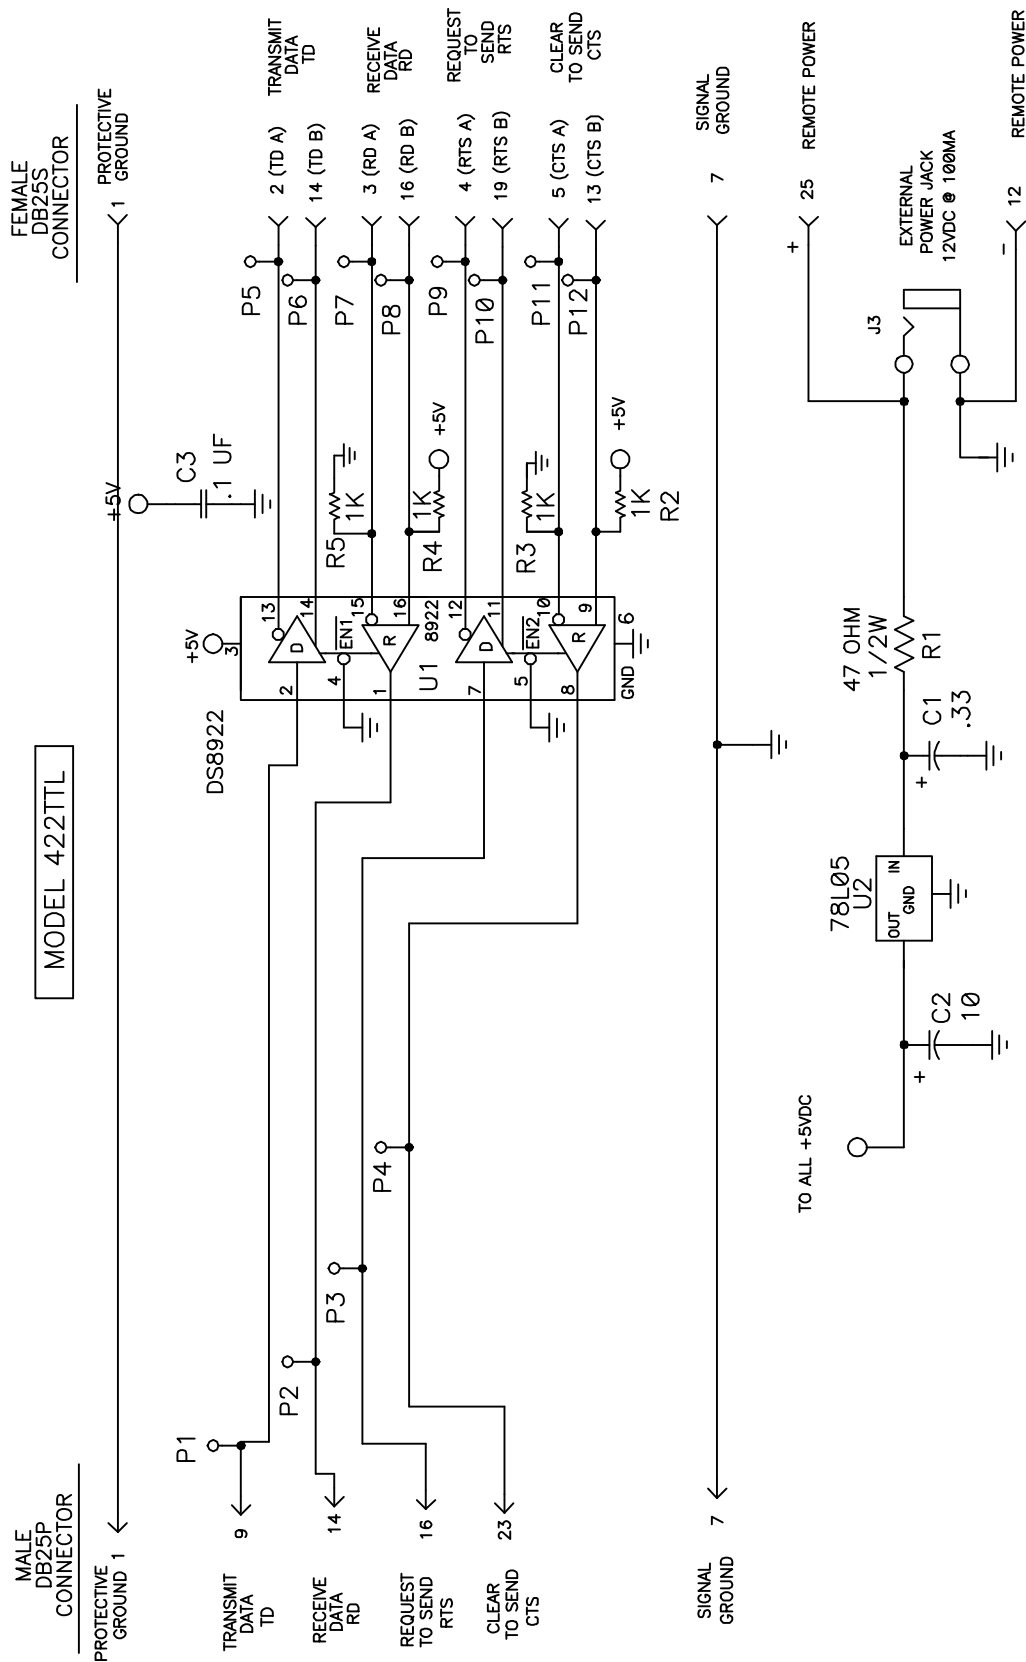 MODEL 422TTL
MALE
DB25P
CONNECTOR
FEMALE
DB25S
CONNECTOR
PROTECTIVE
GROUND 1
1 PROTECTIVE
GROUND
+5V
C3
.1 UF
TRANSMIT
DATA
TD
9
P1
RECEIVE
DATA
RD
14
P2
REQUEST
TO SEND
RTS
16
P3
CLEAR
TO SEND
CTS
23
P4
DS8922
+5V
3
2
D
13
14
4
EN1
15
1
R
16
U1
8922
12
7
D
11
5
EN2
10
8
R
9
GND
6
R5
1K
R4
1K
+5V
R3
1K
1K
R2
+5V
P5
P6
P7
P8
P9
P10
P11
P12
2 (TD A)
14 (TD B)
TRANSMIT
DATA
TD
3 (RD A)
16 (RD B)
RECEIVE
DATA
RD
4 (RTS A)
19 (RTS B)
REQUEST
TO
SEND
RTS
5 (CTS A)
13 (CTS B)
CLEAR
TO SEND
CTS
SIGNAL
GROUND
7
7
SIGNAL
GROUND
TO ALL +5VDC
+
C2
10
78L05
U2
OUT
IN
GND
+
C1
.33
47 OHM
1/2W
R1
J3
EXTERNAL
POWER JACK
12VDC @ 100MA
+
25
REMOTE POWER
-
12
REMOTE POWER